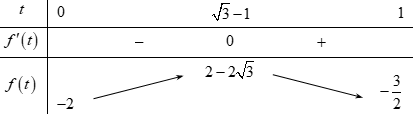 t 0 √3−1 1
f′(t) − 0 +
f(t) −2 2−2√3 −3/2